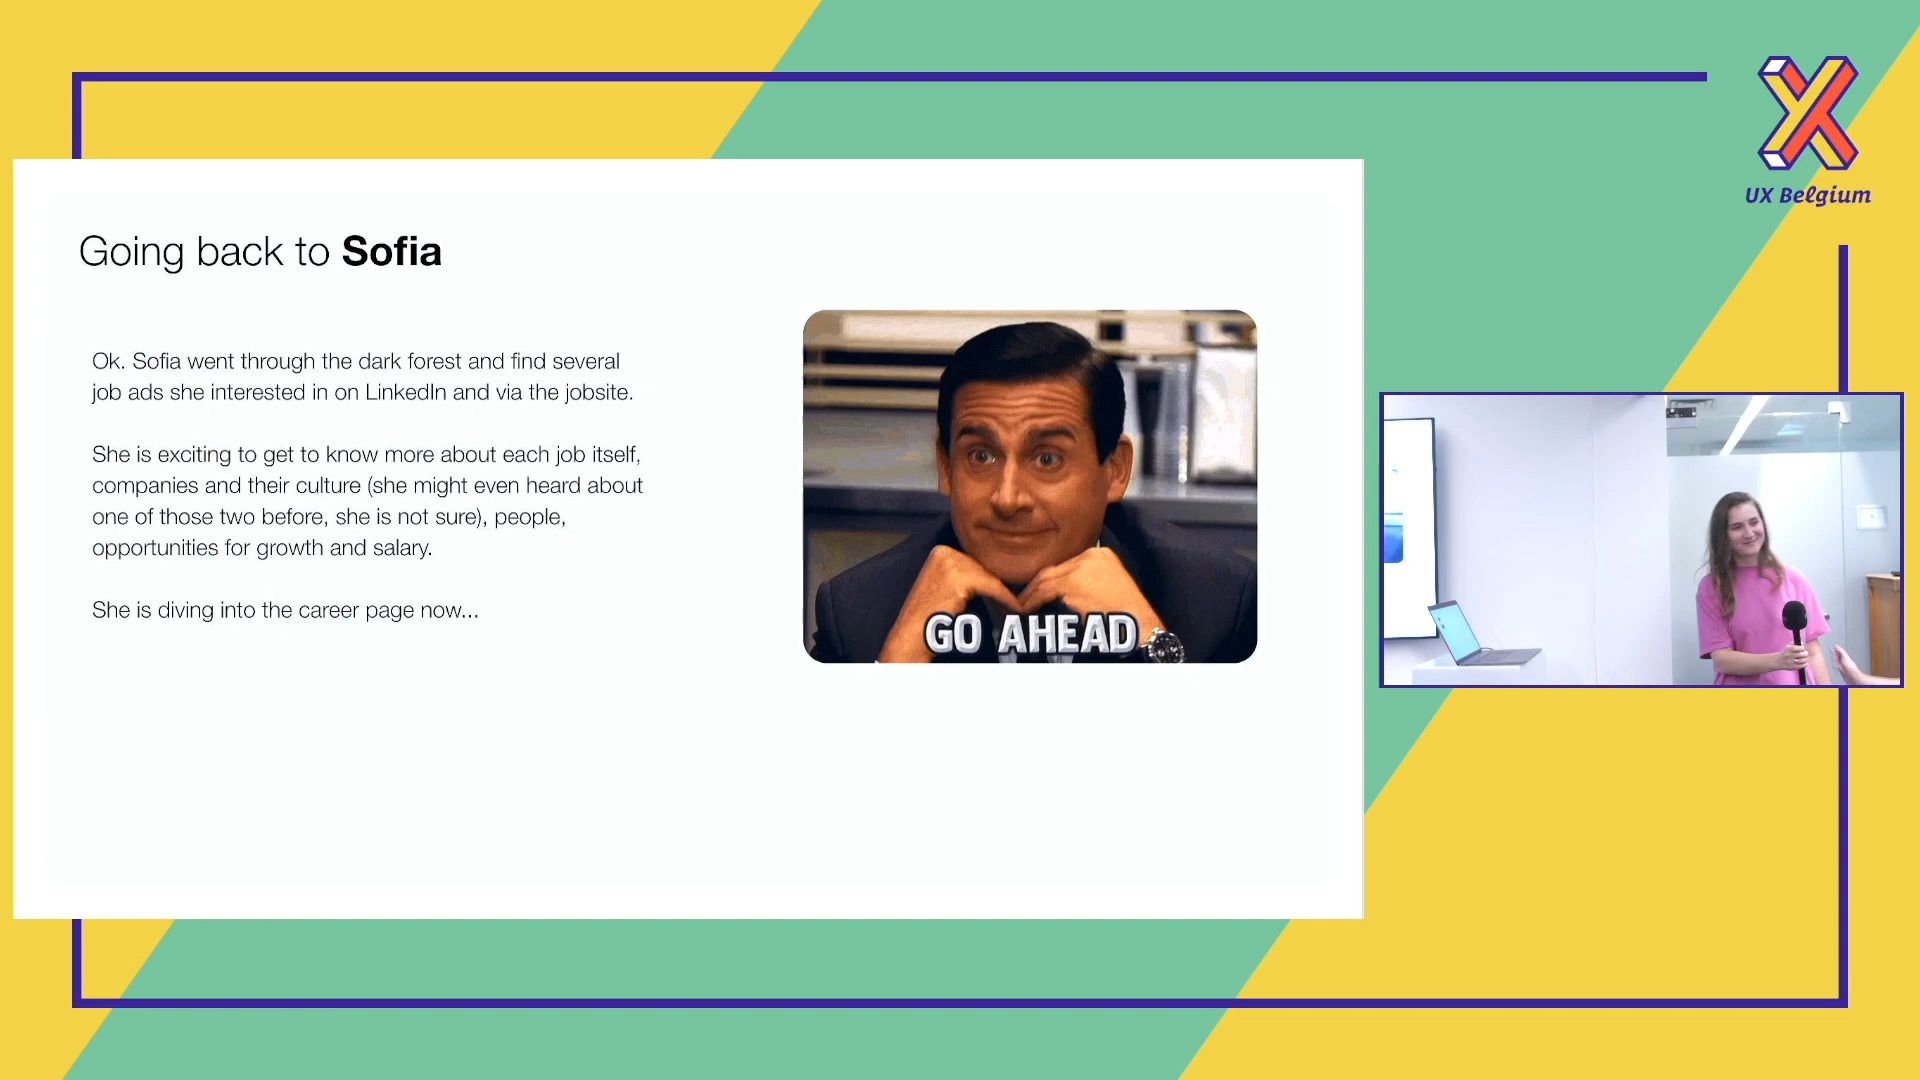 UX Belgium
Going back to Sofia
Ok. Sofia went through the dark forest and find several
job ads she interested in on LinkedIn and via the jobsite.
She is exciting to get to know more about each job itself,
companies and their culture (she might even heard about
one of those two before, she is not sure), people,
opportunities for growth and salary.
She is diving into the career page now...
GO AHEAD